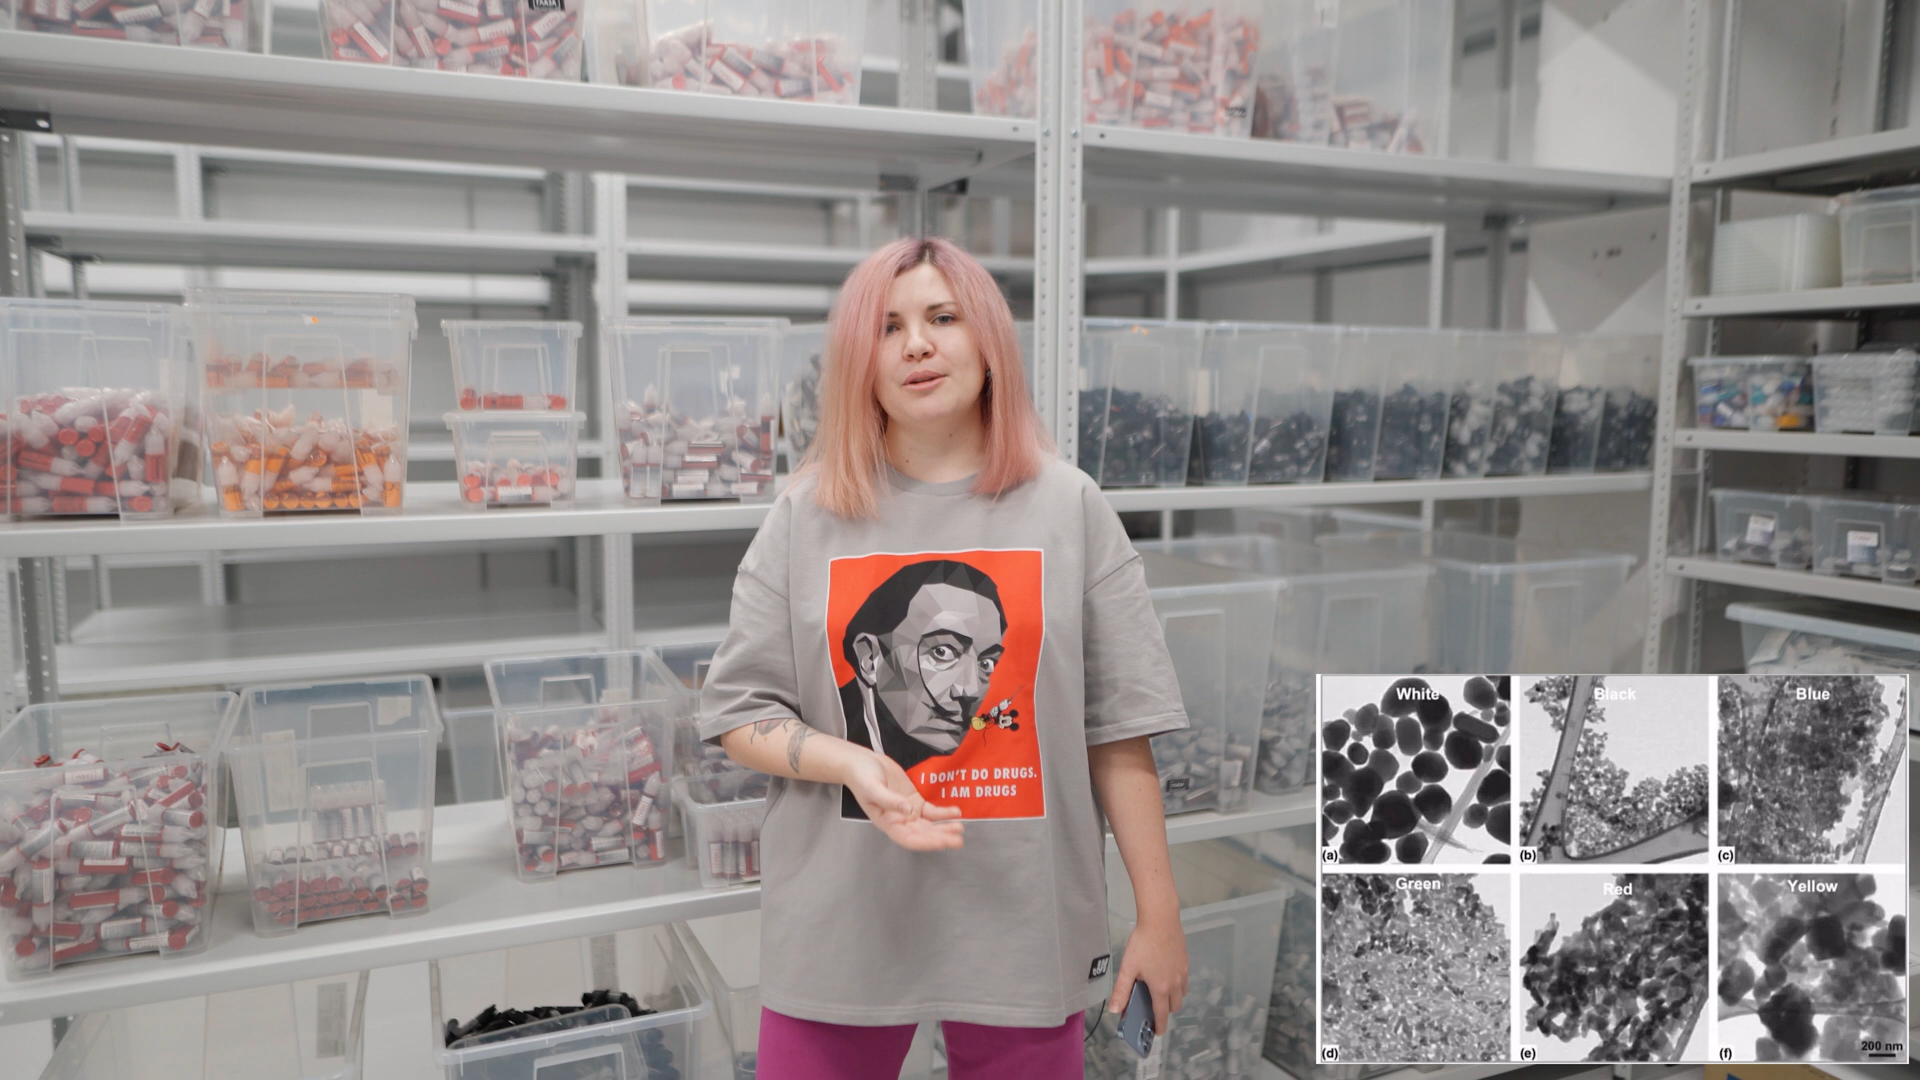 I DON'T DO DRUGS.
I AM DRUGS
White
Black
Blue
(a)
(b)
(c)
Green
Red
Yellow
(d)
(e)
(f)
200 nm